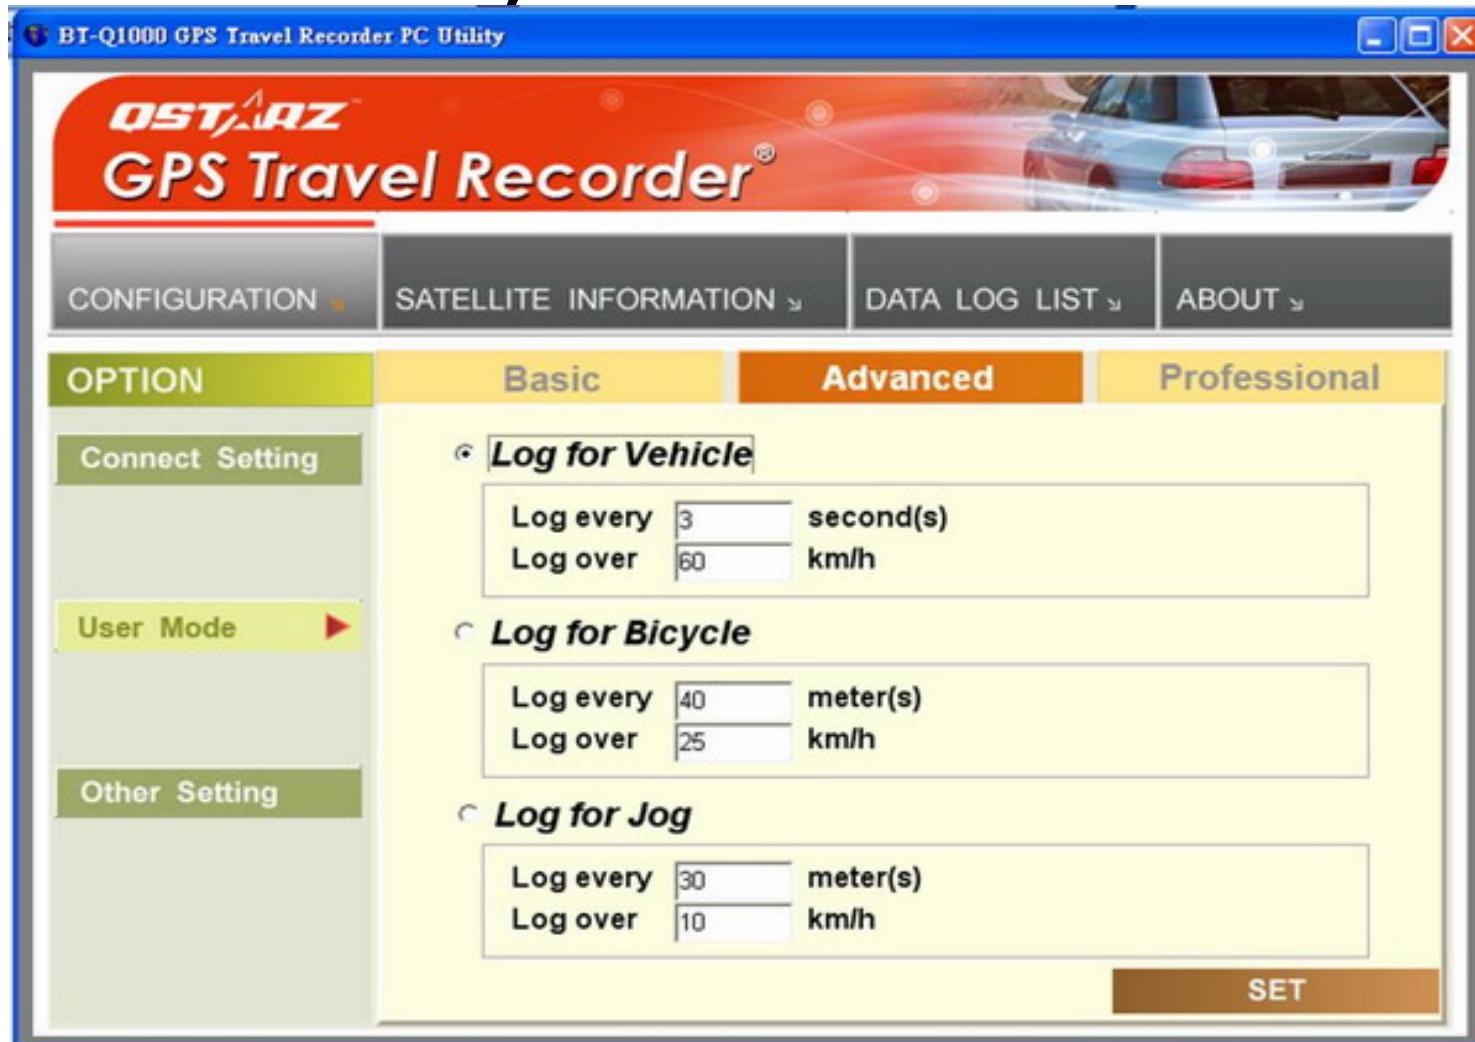 BT-Q1000 GPS Travel Recorder PC Utility
QSTARZ
GPS Travel Recorder®
CONFIGURATION SATELLITE INFORMATION DATA LOG LIST ABOUT
OPTION Basic Advanced Professional
Connect Setting
User Mode
Other Setting
Log for Vehicle
Log every 3 second(s)
Log over 60 km/h
Log for Bicycle
Log every 40 meter(s)
Log over 25 km/h
Log for Jog
Log every 30 meter(s)
Log over 10 km/h
SET